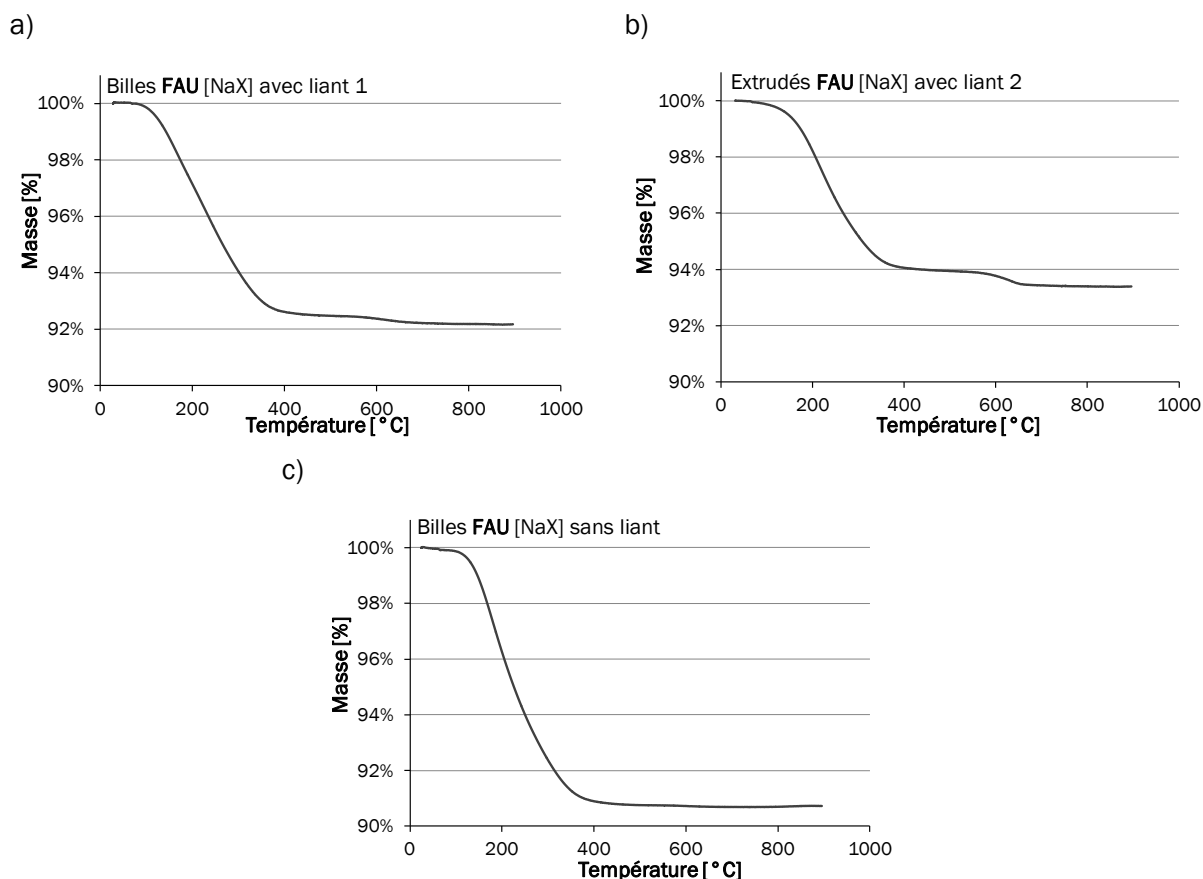 a)
Billes FAU [NaX] avec liant 1
100%
98%
96%
94%
92%
90%
Masse [%]
0 200 400 600 800 1000
Température [°C]
b)
Extrudés FAU [NaX] avec liant 2
100%
98%
96%
94%
92%
90%
Masse [%]
0 200 400 600 800 1000
Température [°C]
c)
Billes FAU [NaX] sans liant
100%
98%
96%
94%
92%
90%
Masse [%]
0 200 400 600 800 1000
Température [°C]